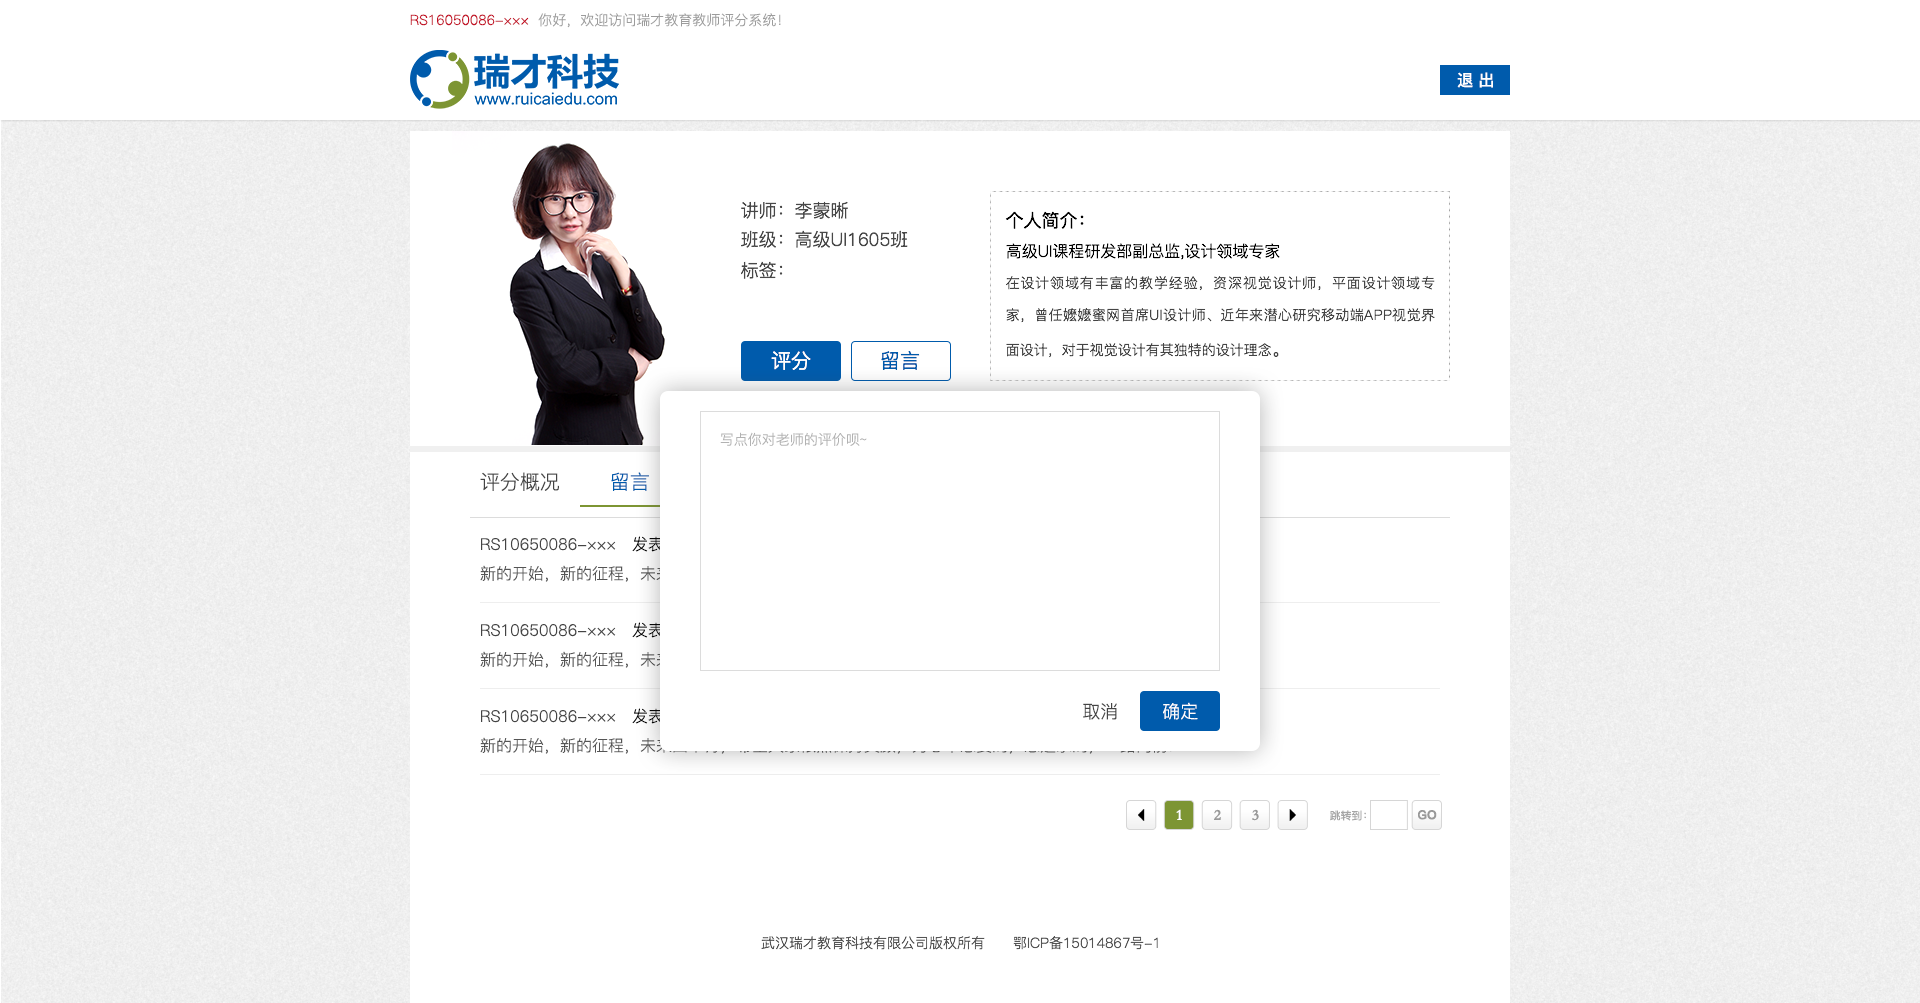 RS16050086-××× 你好，欢迎访问瑞才教育教师评分系统！
瑞才科技
www.ruicaiedu.com
退 出
讲师：李蒙晰
班级：高级UI1605班
标签：
评分 留言
个人简介：
高级UI课程研发部副总监,设计领域专家
在设计领域有丰富的教学经验，资深视觉设计师，平面设计领域专
家，曾任嬷嬷蜜网首席UI设计师、近年来潜心研究移动端APP视觉界
面设计，对于视觉设计有其独特的设计理念。
写点你对老师的评价呗~
取消 确定
评分概况 留言
RS10650086-××× 发表
新的开始，新的征程，未
RS10650086-××× 发表
新的开始，新的征程，未
RS10650086-××× 发表
新的开始，新的征程，未
1 2 3 跳转到： GO
武汉瑞才教育科技有限公司版权所有 鄂ICP备15014867号-1